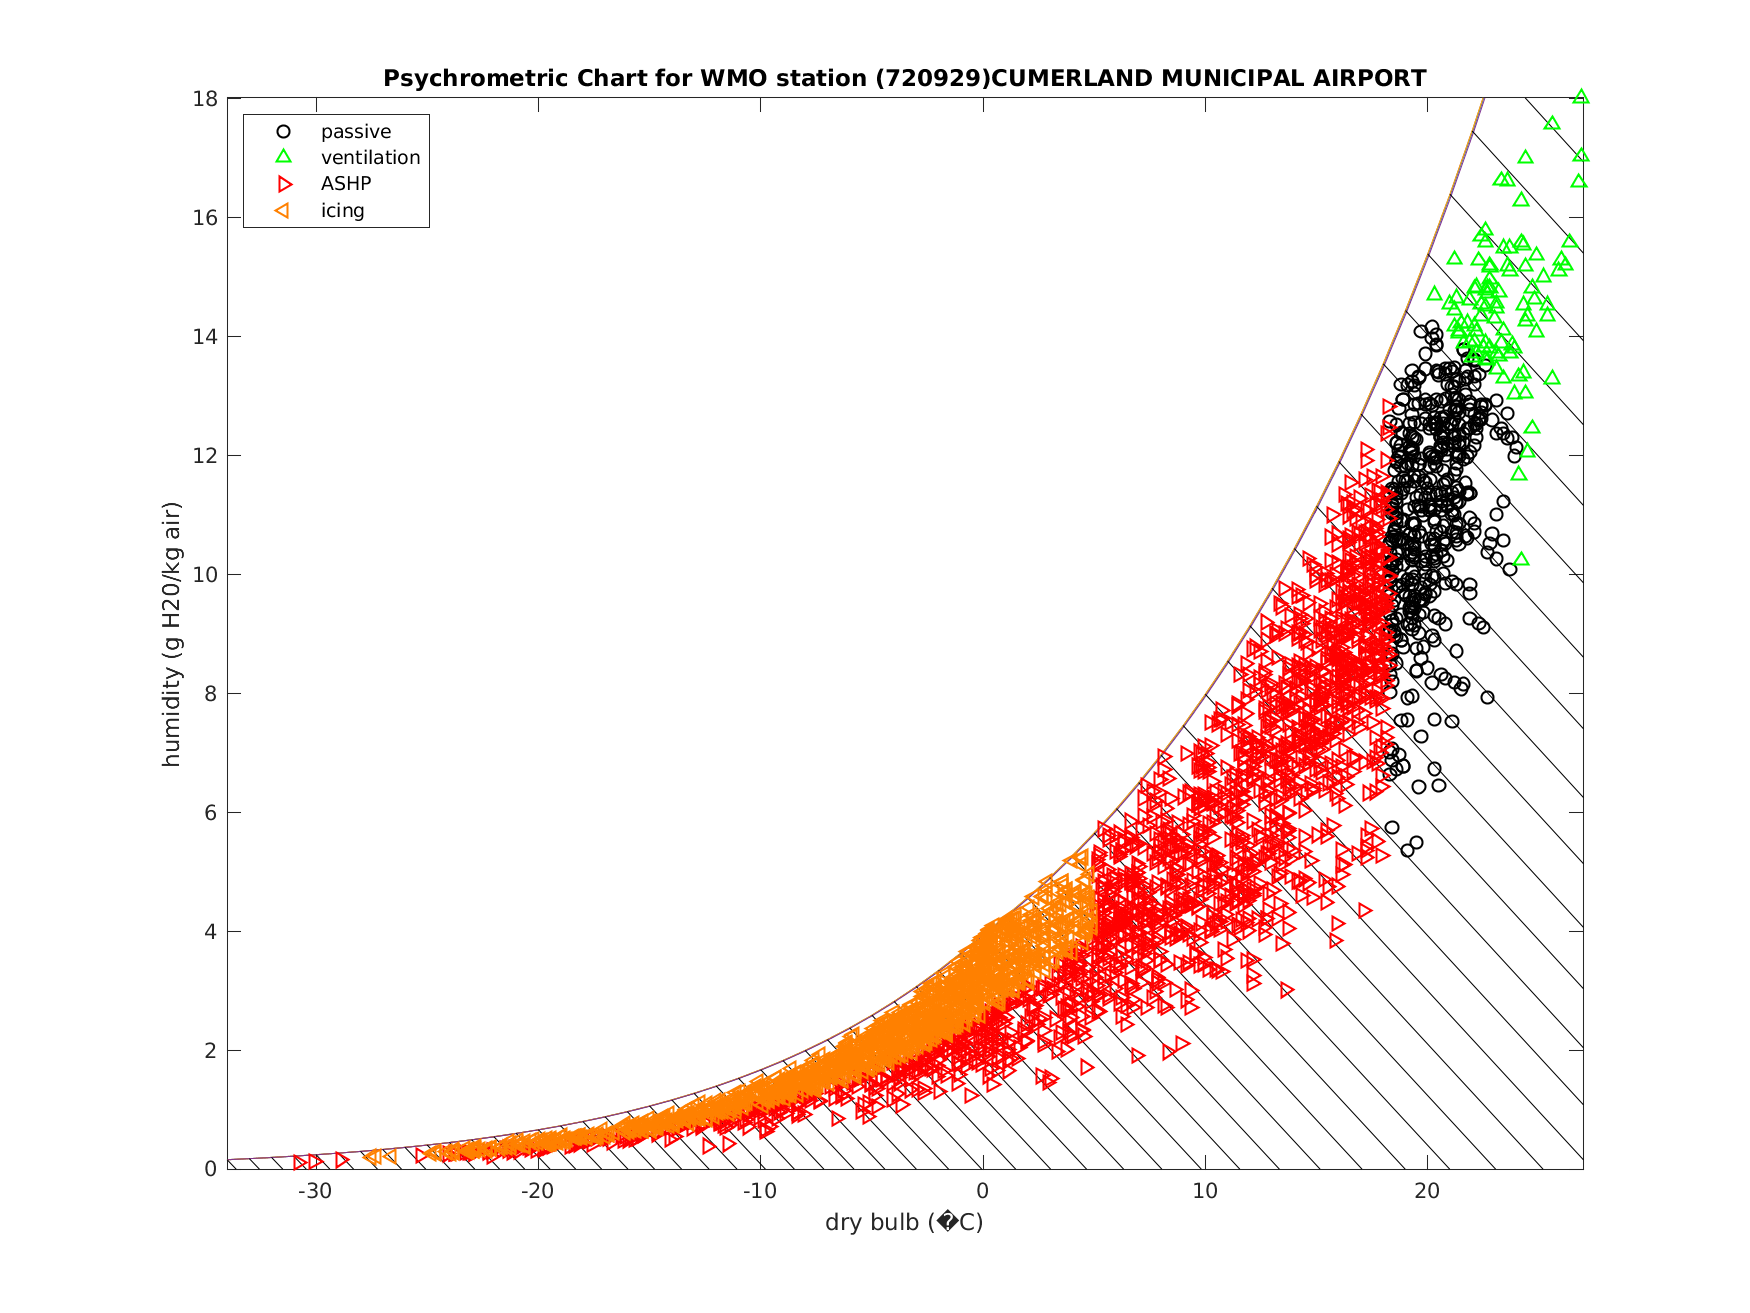 Psychrometric Chart for WMO station (720929)CUMERLAND MUNICIPAL AIRPORT
passive
ventilation
ASHP
icing
18
16
14
12
10
8
6
4
2
0
humidity (g H20/kg air)
-30
-20
-10
0
10
20
dry bulb (�C)